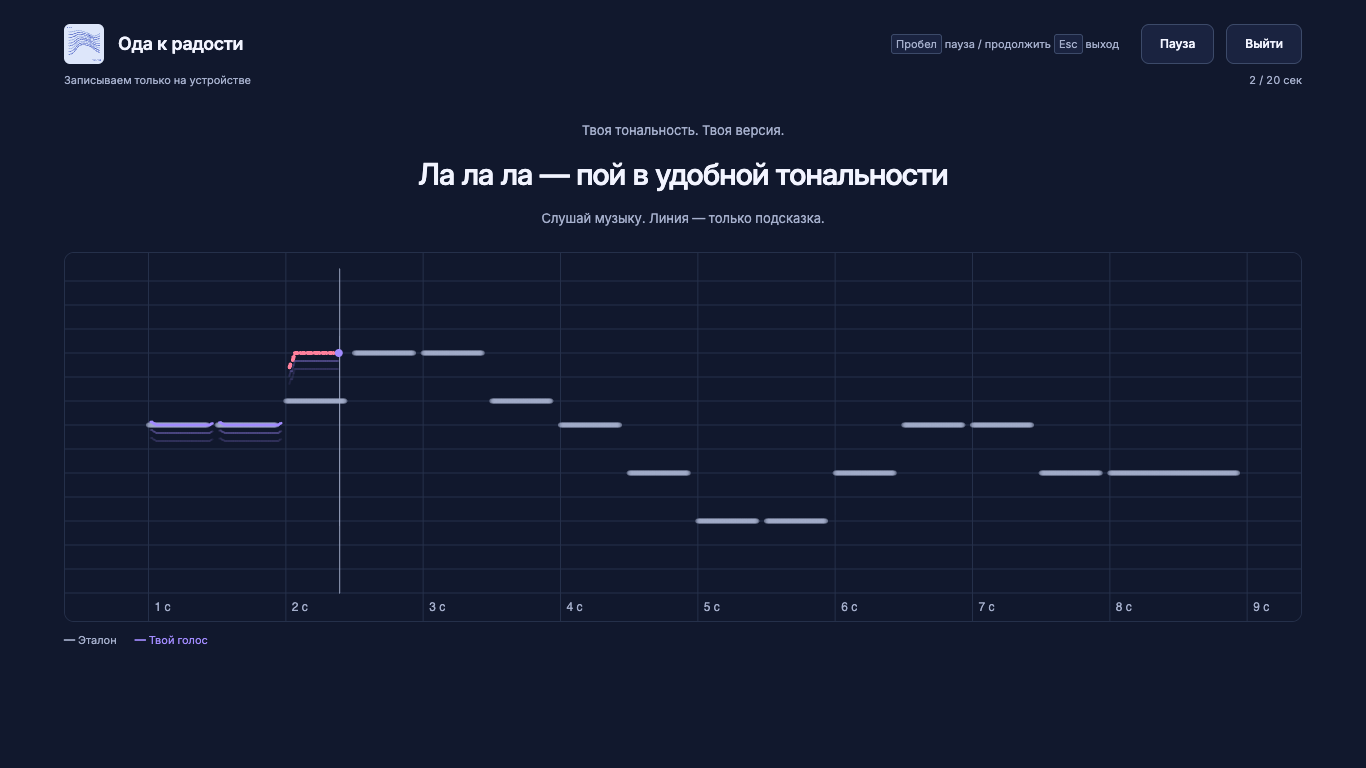 Ода к радости
Пробел пауза / продолжить Esc выход
Пауза
Выйти
Записываем только на устройстве
2 / 20 сек
Твоя тональность. Твоя версия.
Ла ла ла — пой в удобной тональности
Слушай музыку. Линия — только подсказка.
1 с 2 с 3 с 4 с 5 с 6 с 7 с 8 с 9 с
Эталон Твой голос